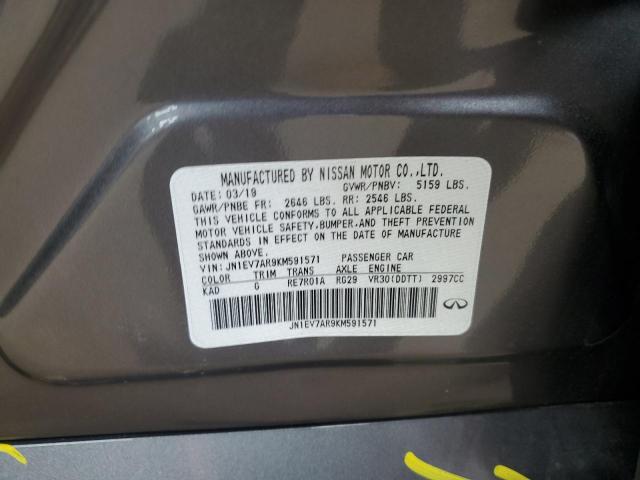 MANUFACTURED BY NISSAN MOTOR CO.,LTD.
DATE: 03/19 GVWR/PNBV: 5159 LBS.
GAWR/PNBE FR: 2646 LBS. RR: 2546 LBS.
THIS VEHICLE CONFORMS TO ALL APPLICABLE FEDERAL
MOTOR VEHICLE SAFETY,BUMPER,AND THEFT PREVENTION
STANDARDS IN EFFECT ON THE DATE OF MANUFACTURE
SHOWN ABOVE.
VIN: JN1EV7AR9KM591571 PASSENGER CAR
COLOR TRIM TRANS AXLE ENGINE
KAD G RE7R01A RG29 VR30(DDTT) 2997CC
JN1EV7AR9KM591571